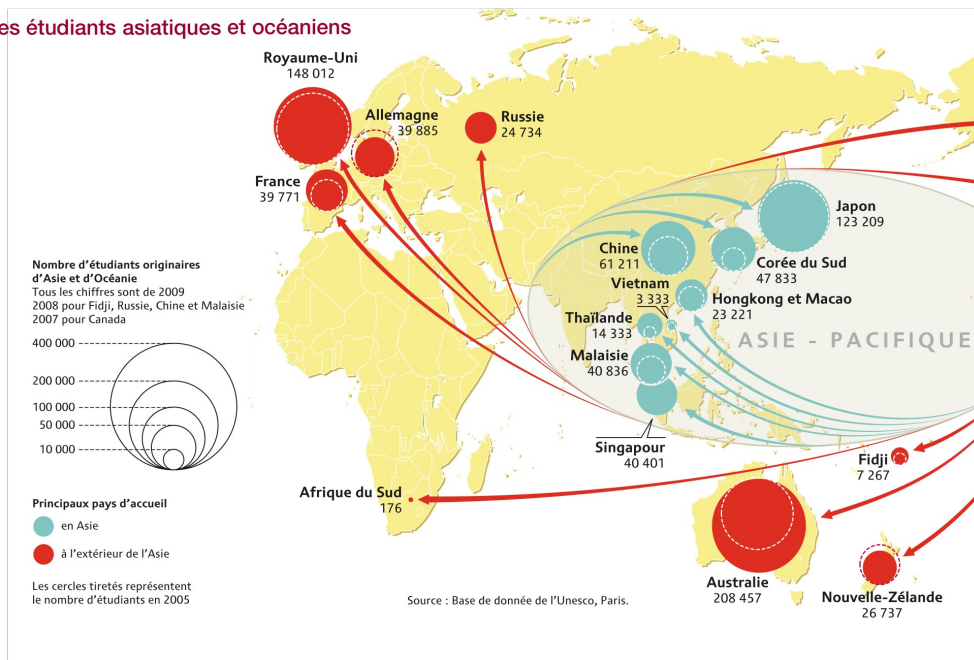 es étudiants asiatiques et océaniens
Royaume-Uni
148 012
Allemagne
39 885
Russie
24 734
France
39 771
Japon
123 209
Chine
61 211
Corée du Sud
47 833
Vietnam
3 333
Hongkong et Macao
23 221
Thaïlande
14 333
ASIE - PACIFIQUE
Malaisie
40 836
Singapour
40 401
Fidji
7 267
Afrique du Sud
176
Australie
208 457
Nouvelle-Zélande
26 737
Nombre d'étudiants originaires
d'Asie et d'Océanie
Tous les chiffres sont de 2009
2008 pour Fidji, Russie, Chine et Malaisie
2007 pour Canada
400 000
200 000
100 000
50 000
10 000
Principaux pays d'accueil
en Asie
à l'extérieur de l'Asie
Les cercles tiretés représentent
le nombre d'étudiants en 2005
Source : Base de donnée de l'Unesco, Paris.